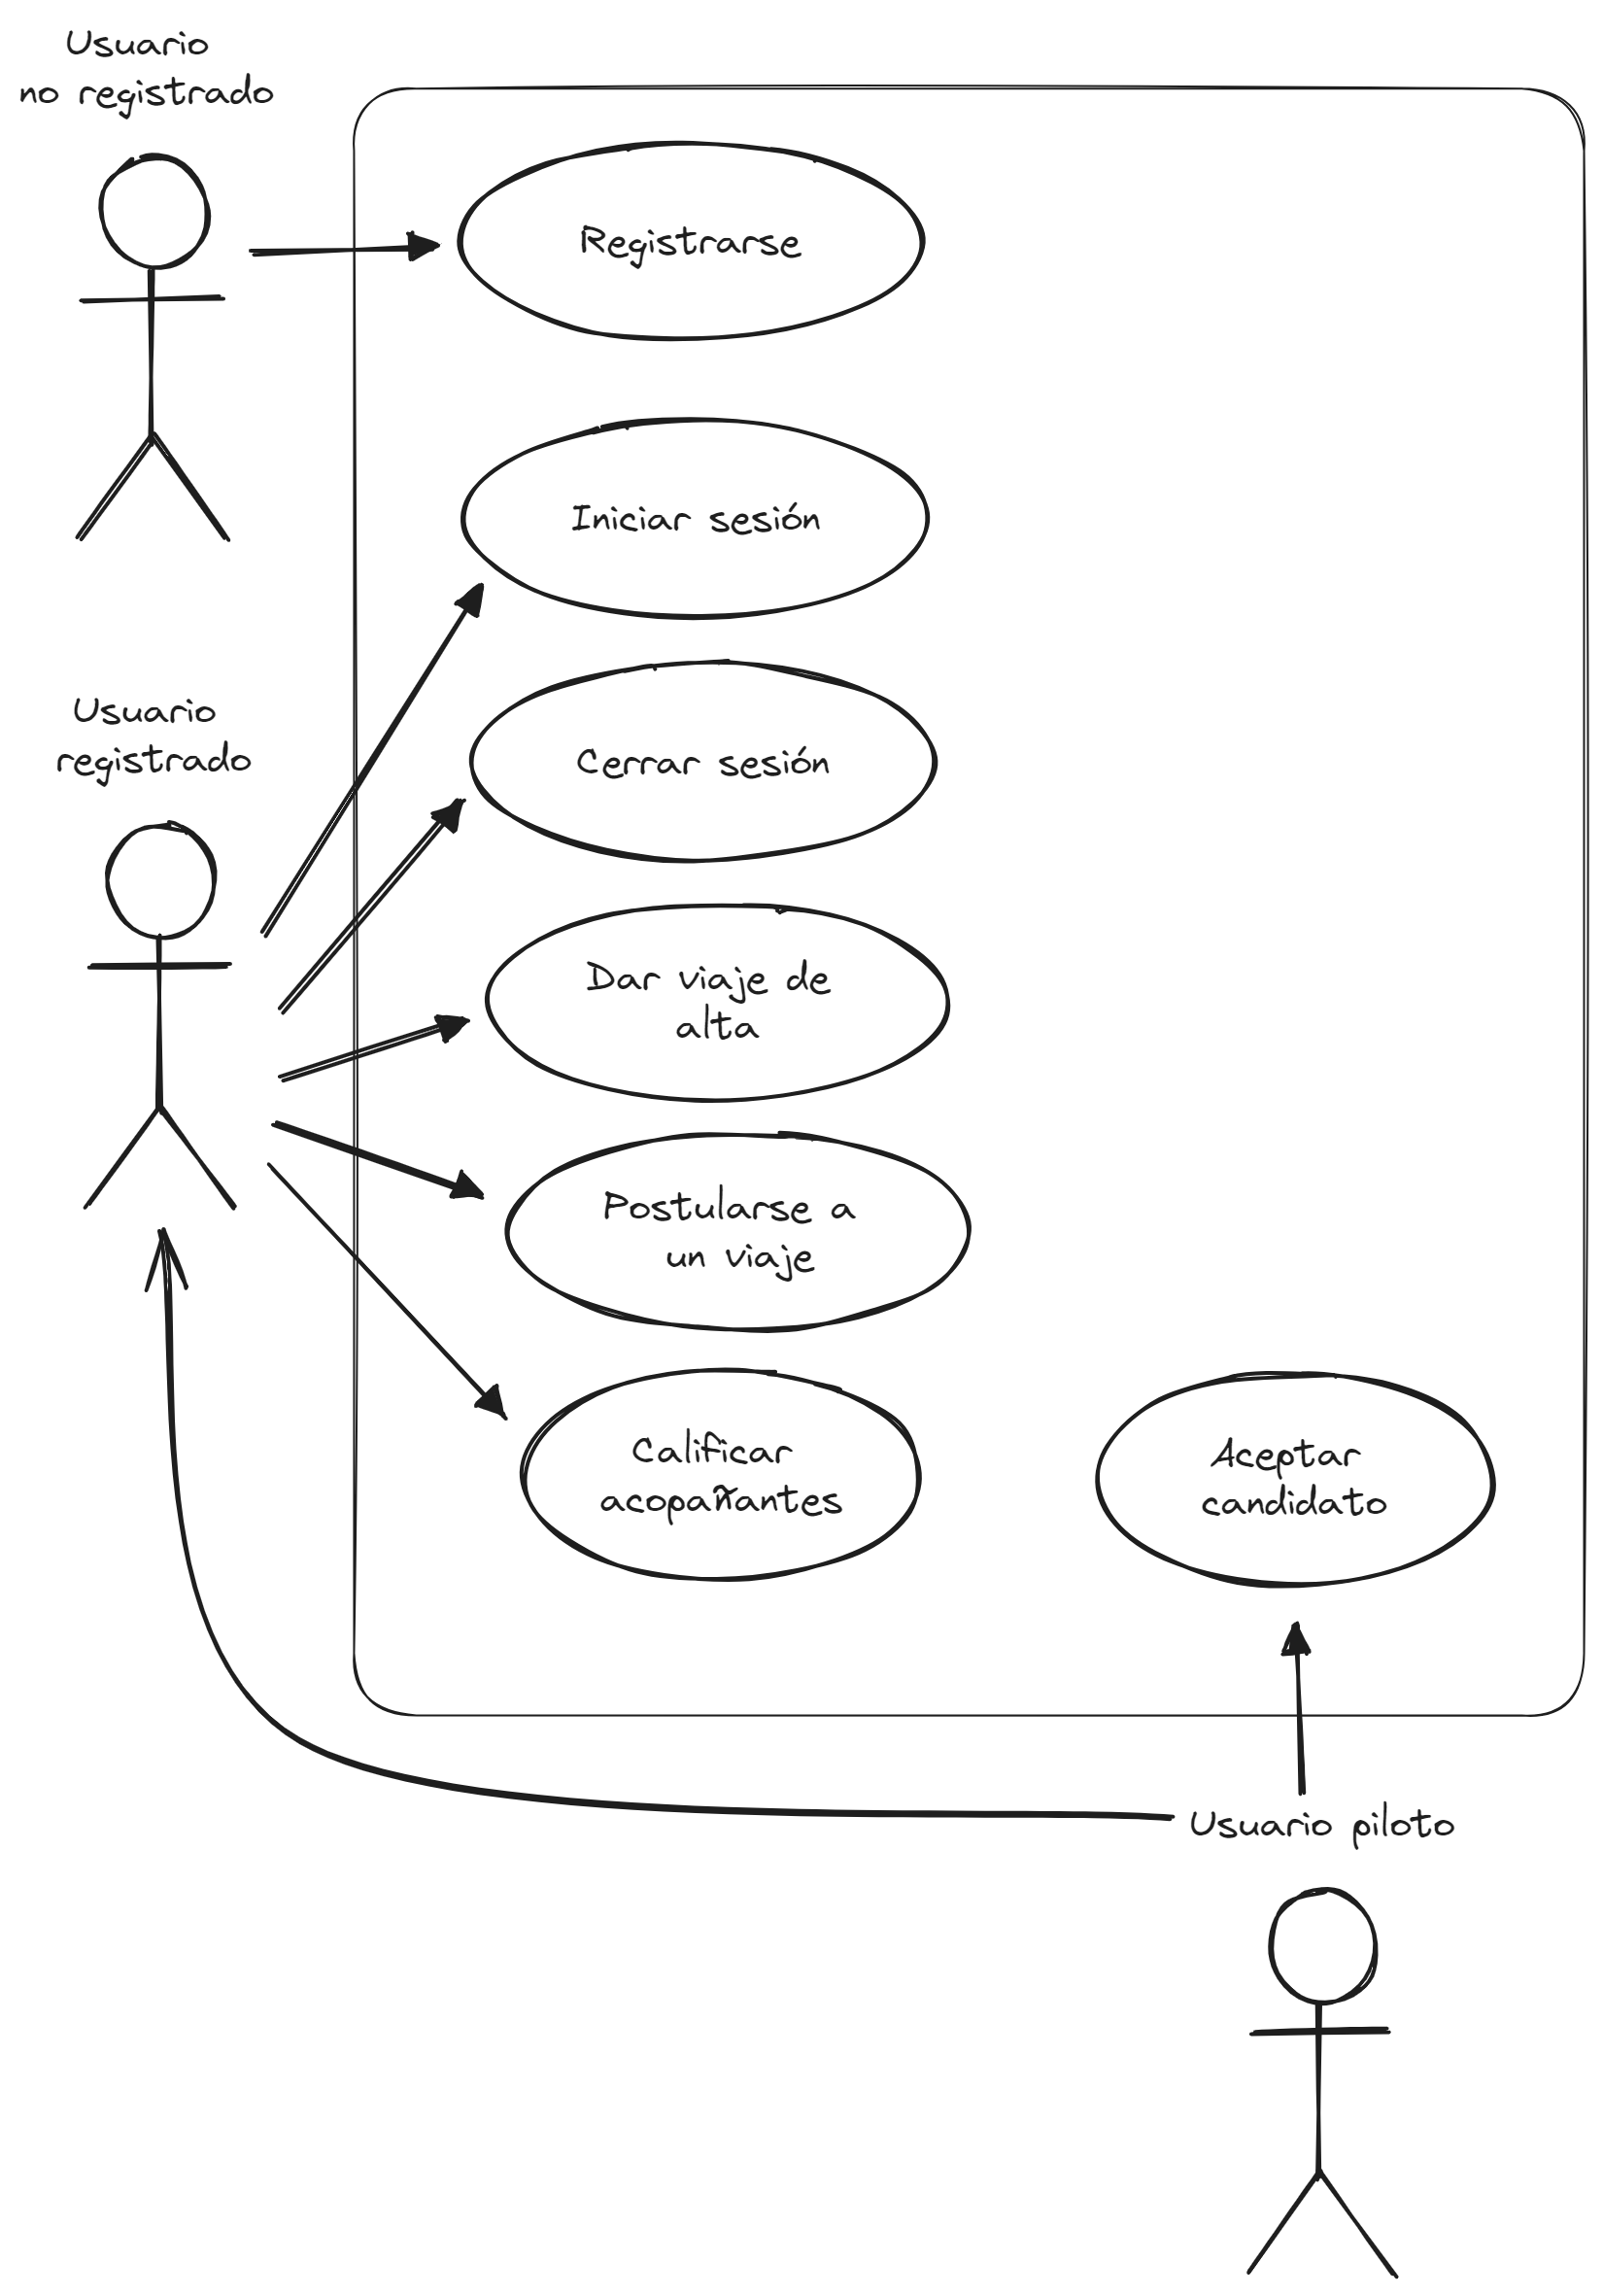 Usuario
no registrado
Registrarse
Iniciar sesión
Usuario
registrado
Cerrar sesión
Dar viaje de
alta
Postularse a
un viaje
Calificar
acopañantes
Aceptar
candidato
Usuario piloto